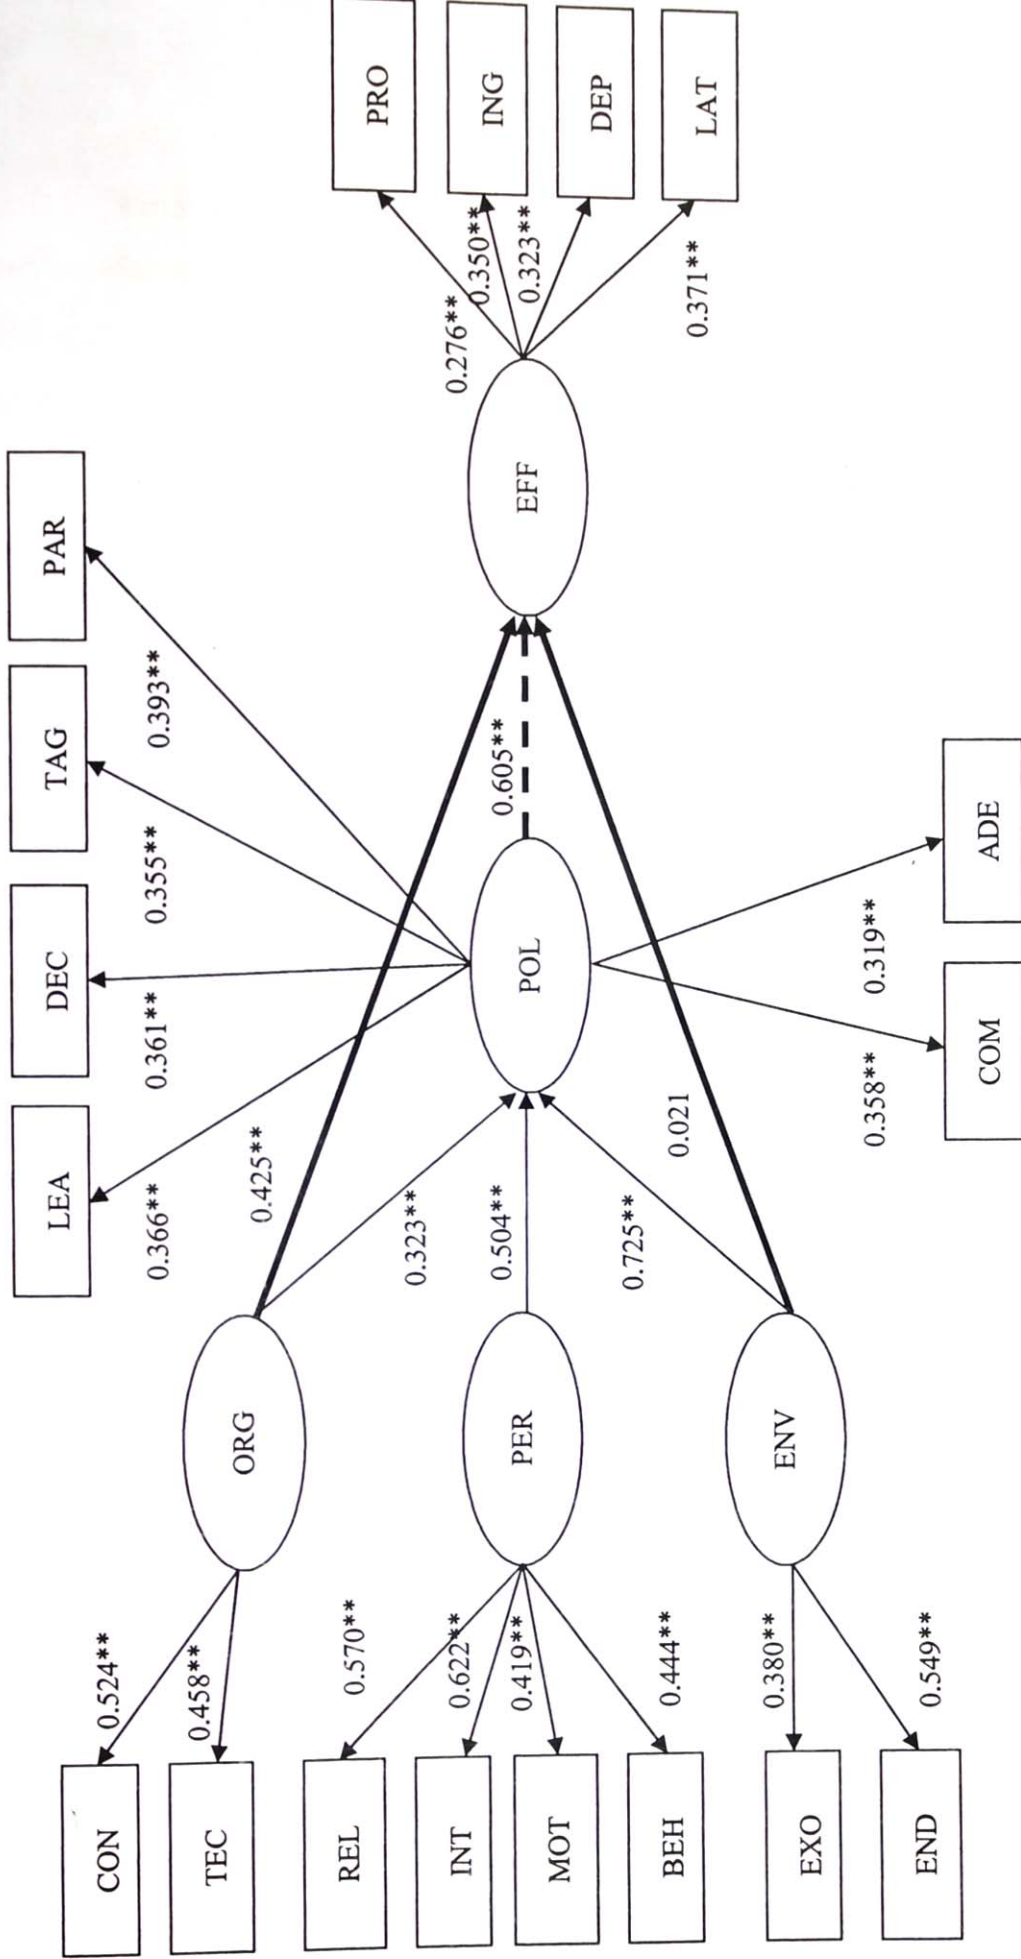 CON
TEC
REL
INT
MOT
BEH
EXO
END
0.524**
0.458**
0.570**
0.622**
0.419**
0.444**
0.380**
0.549**
ORG
PER
ENV
0.425**
0.323**
0.504**
0.725**
0.021
LEA
DEC
TAG
PAR
0.366**
0.361**
0.355**
0.393**
POL
0.358**
0.319**
COM
ADE
0.605**
EFF
0.276**
0.350**
0.323**
0.371**
PRO
ING
DEP
LAT